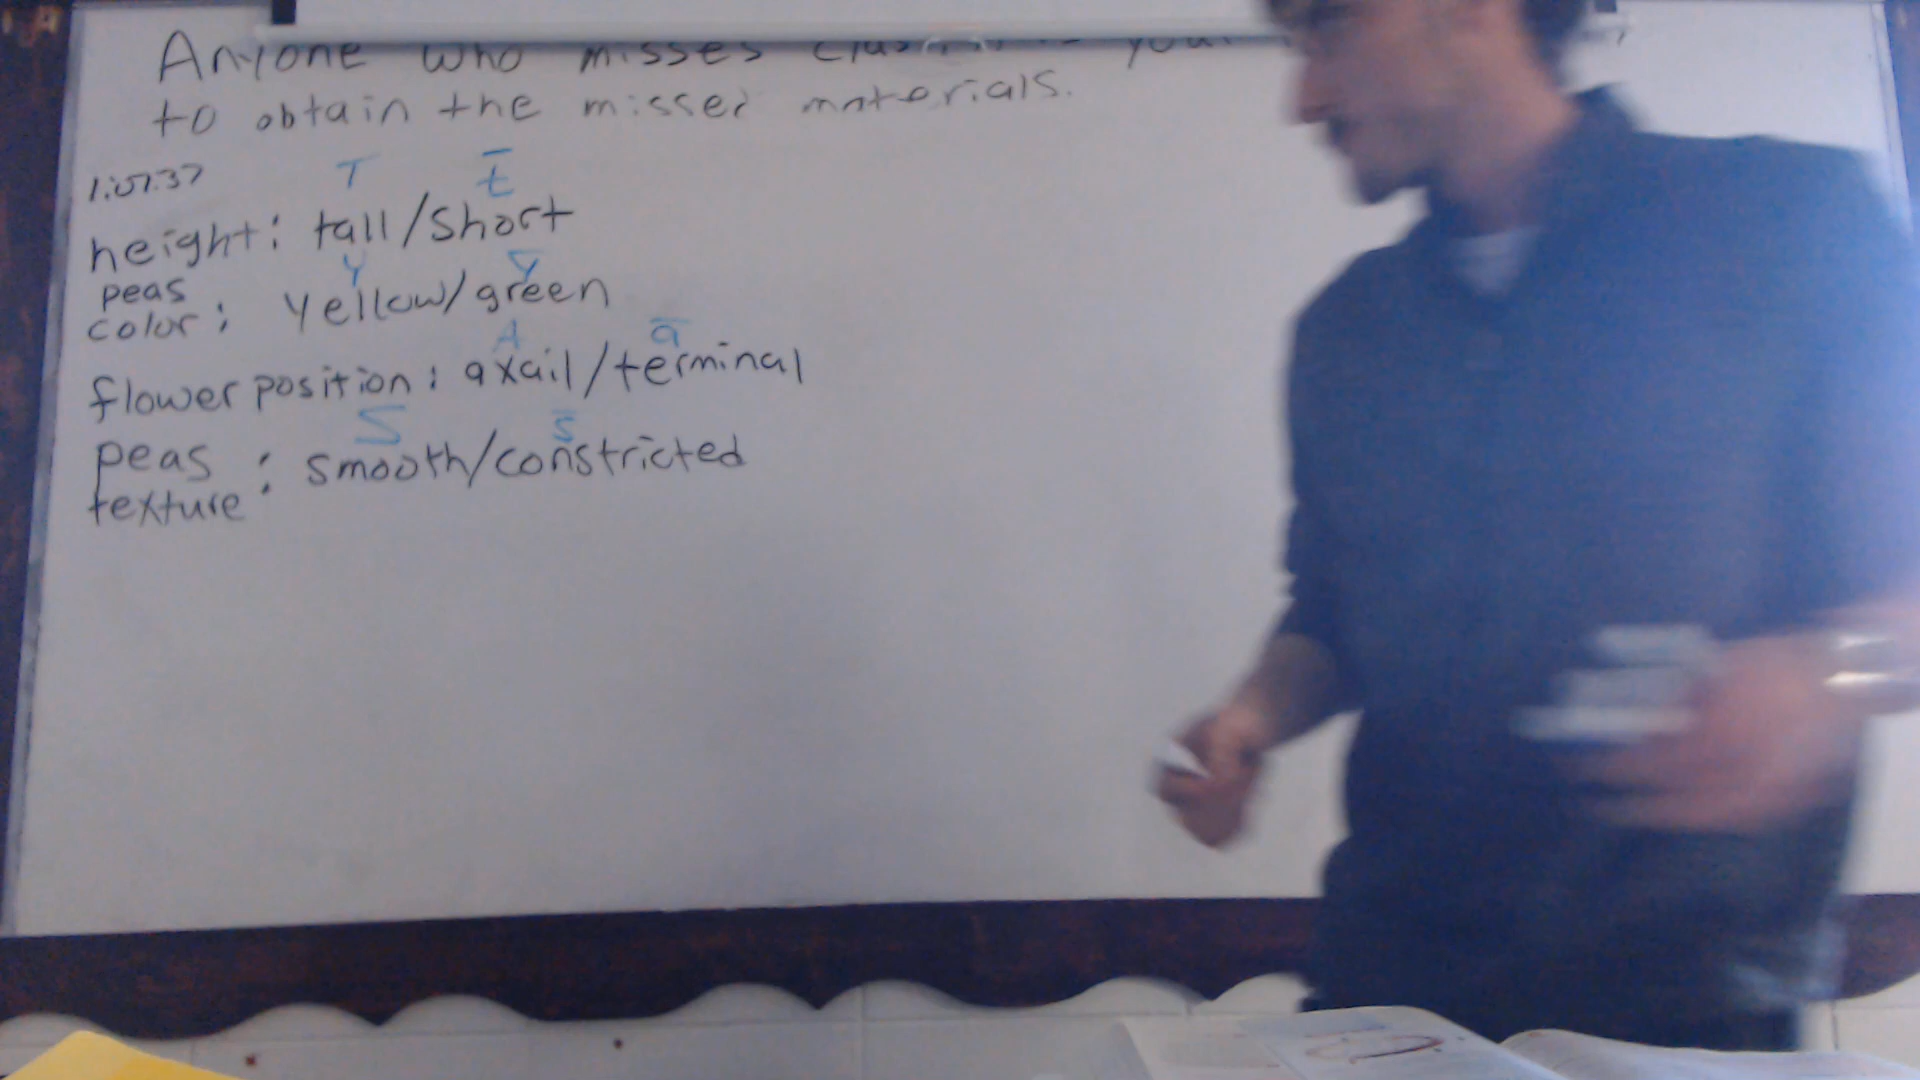 Anyone who misses
to obtain the missed materials.
1:07:37
T t̄
height: tall/short
Y ȳ
peas
color: Yellow/green
A ā
flower position: axail/terminal
S s̄
peas : smooth/constricted
texture